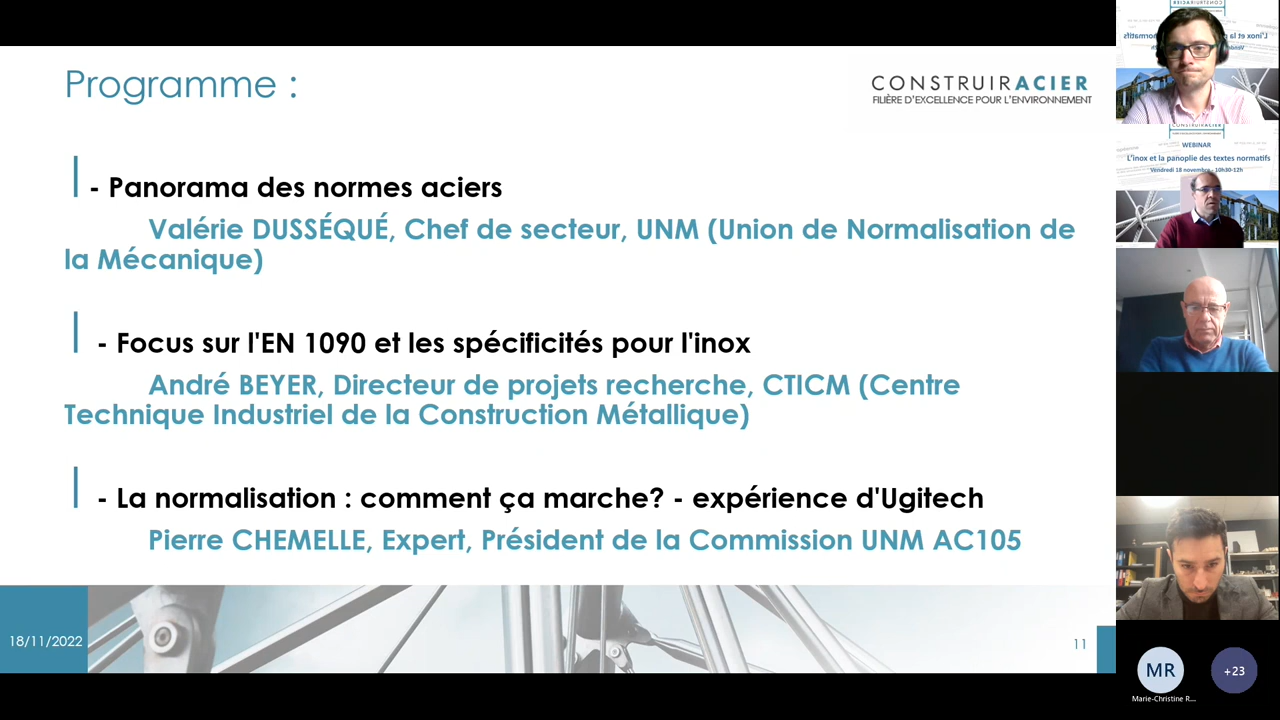 Programme :
CONSTRUIRACIER
FILIÈRE D'EXCELLENCE POUR L'ENVIRONNEMENT
- Panorama des normes aciers
Valérie DUSSÉQUÉ, Chef de secteur, UNM (Union de Normalisation de
la Mécanique)
- Focus sur l'EN 1090 et les spécificités pour l'inox
André BEYER, Directeur de projets recherche, CTICM (Centre
Technique Industriel de la Construction Métallique)
- La normalisation : comment ça marche? - expérience d'Ugitech
Pierre CHEMELLE, Expert, Président de la Commission UNM AC105
18/11/2022
11
CONSTRUIRACIER
WEBINAR
L'inox et la panoplie des textes normatifs
Vendredi 18 novembre - 10h30-12h
MR
+23
Marie-Christine R...